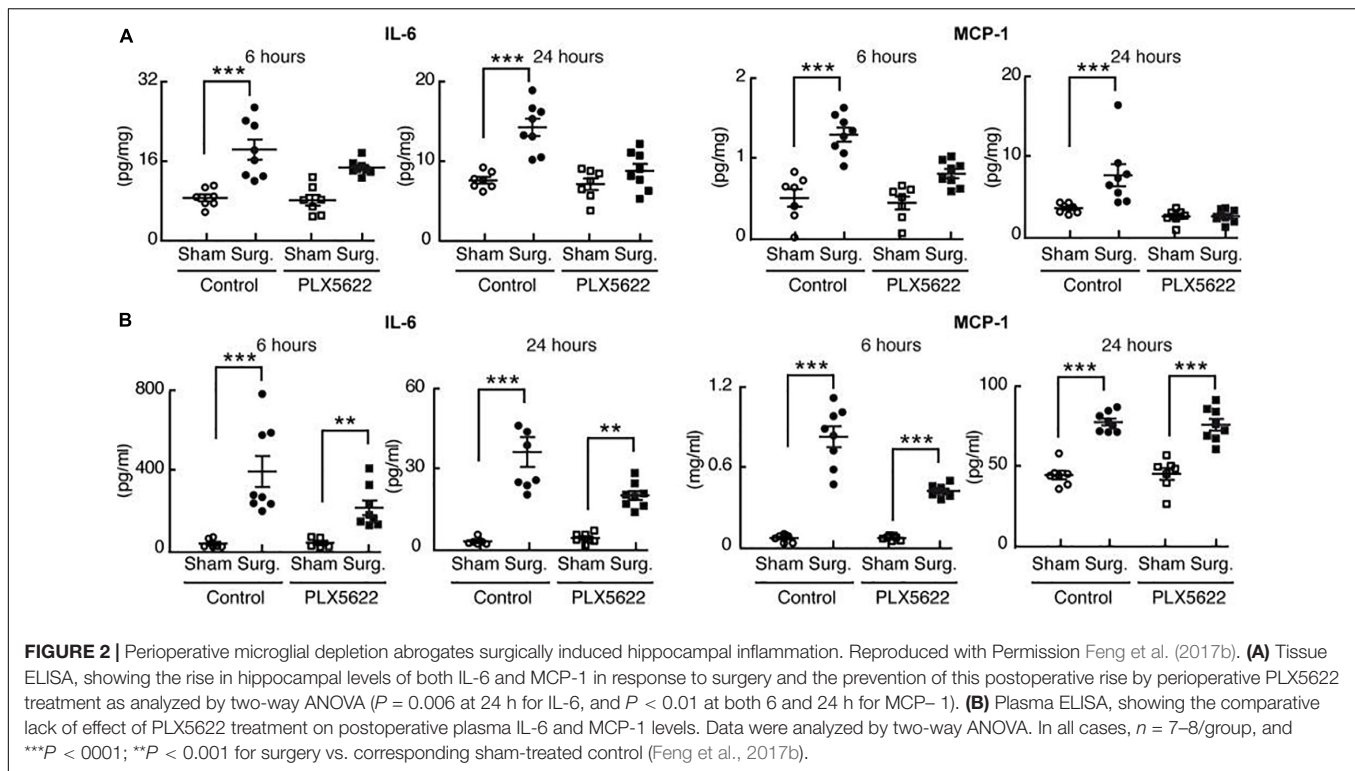 A
IL-6
MCP-1
6 hours
24 hours
6 hours
24 hours
***
***
***
***
32
16
0
(pg/mg)
20
10
0
(pg/mg)
2
1
0
(pg/mg)
20
10
0
(pg/mg)
Sham Surg. Sham Surg.
Control PLX5622
Sham Surg. Sham Surg.
Control PLX5622
Sham Surg. Sham Surg.
Control PLX5622
Sham Surg. Sham Surg.
Control PLX5622
B
IL-6
MCP-1
6 hours
24 hours
6 hours
24 hours
***
**
***
**
***
***
***
***
800
400
0
(pg/ml)
60
30
0
(pg/ml)
1.2
0.6
0
(mg/ml)
100
50
0
(pg/ml)
Sham Surg. Sham Surg.
Control PLX5622
Sham Surg. Sham Surg.
Control PLX5622
Sham Surg. Sham Surg.
Control PLX5622
Sham Surg. Sham Surg.
Control PLX5622
FIGURE 2 | Perioperative microglial depletion abrogates surgically induced hippocampal inflammation. Reproduced with Permission Feng et al. (2017b). (A) Tissue
ELISA, showing the rise in hippocampal levels of both IL-6 and MCP-1 in response to surgery and the prevention of this postoperative rise by perioperative PLX5622
treatment as analyzed by two-way ANOVA (P = 0.006 at 24 h for IL-6, and P < 0.01 at both 6 and 24 h for MCP– 1). (B) Plasma ELISA, showing the comparative
lack of effect of PLX5622 treatment on postoperative plasma IL-6 and MCP-1 levels. Data were analyzed by two-way ANOVA. In all cases, n = 7–8/group, and
***P < 0001; **P < 0.001 for surgery vs. corresponding sham-treated control (Feng et al., 2017b).